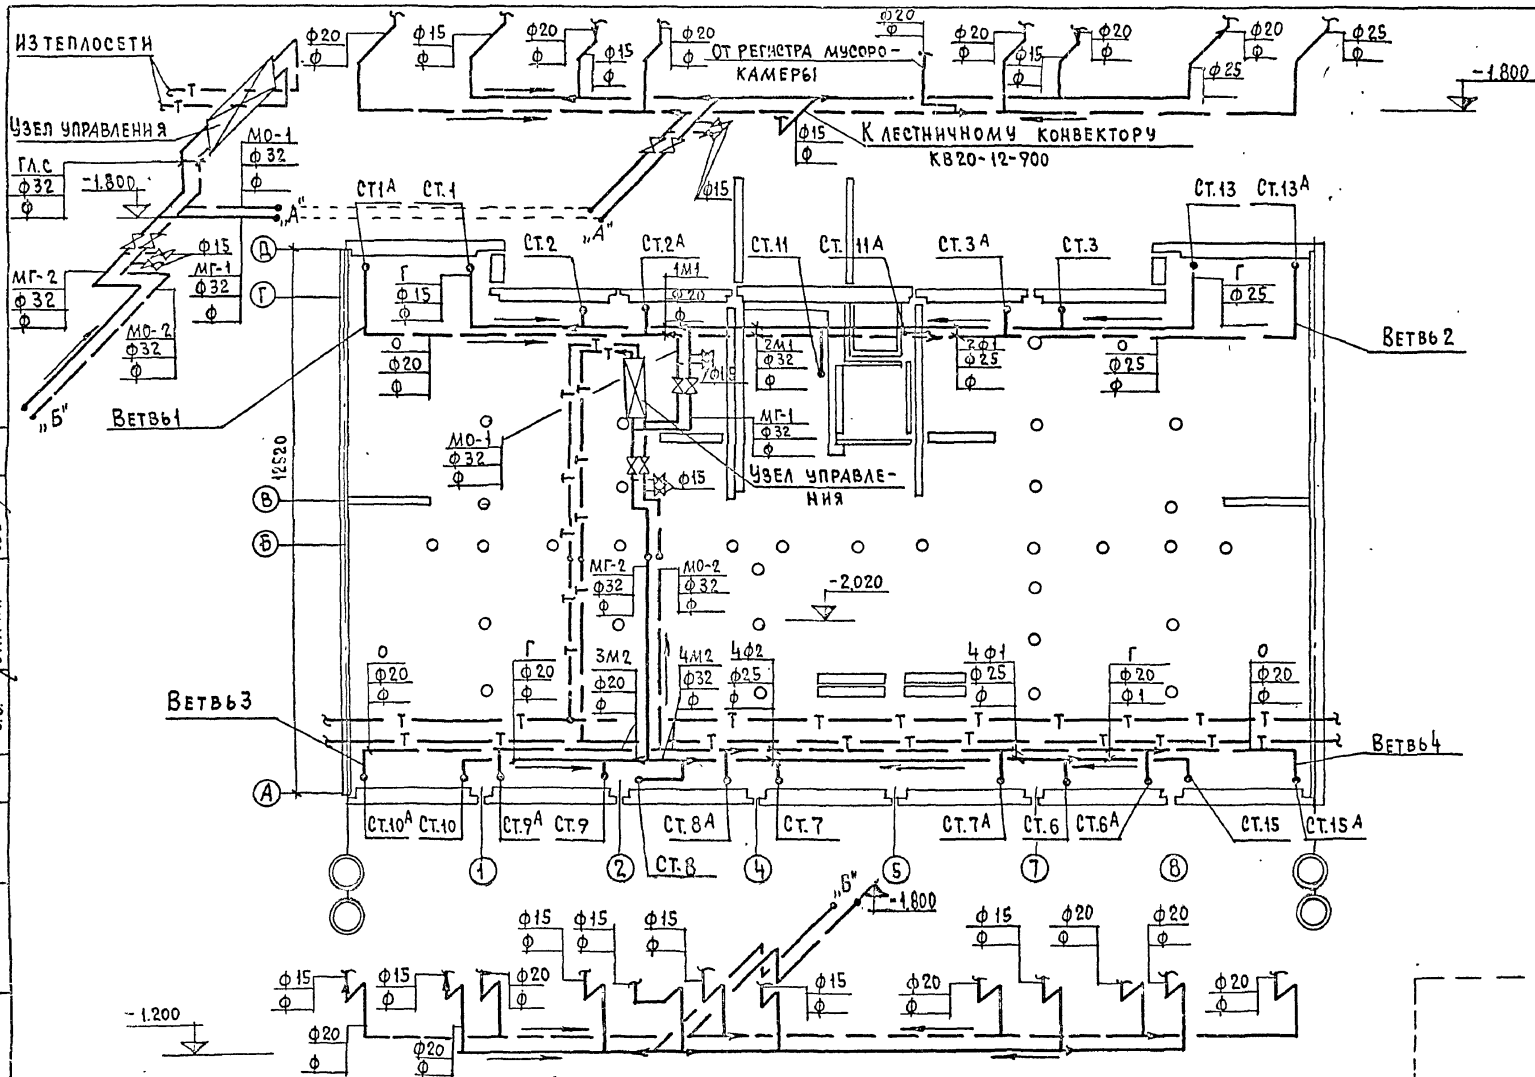 ИЗ ТЕПЛОСЕТИ
УЗЕЛ УПРАВЛЕНИЯ
ГЛ.С
ф32
ф
-1.800
МО-1
ф32
ф
ф20
ф
ф15
ф
ф20
ф
ф15
ф
ф20
ф
ОТ РЕГИСТРА МУСОРО-
КАМЕРЫ
ф20
ф
ф20
ф
ф15
ф
ф20
ф
ф20
ф
ф25
ф25
ф
-1.800
К ЛЕСТНИЧНОМУ КОНВЕКТОРУ
КВ20-12-900
ф15
ф
ф15
„А"
„А"
МГ-2
ф32
ф
ф15
МГ-1
ф32
ф
МО-2
ф32
ф
„Б"
СТ1А
СТ.1
СТ.2
СТ.2А
СТ.11
СТ.11А
СТ.3А
СТ.3
СТ.13
СТ.13А
Д
Г
В
Б
А
12520
Г
ф15
ф
О
ф20
ф
1М1
ф20
ф
2М1
ф32
ф
2ф1
ф25
ф
О
ф25
ф
Г
ф25
ВЕТВЬ1
ВЕТВЬ2
Т
Т
ф15
МО-1
ф32
ф
МГ-1
ф32
ф
УЗЕЛ УПРАВЛЕ-
НИЯ
ф15
МГ-2
ф32
ф
МО-2
ф32
ф
-2,020
О
ф20
ф
Г
ф20
ф
3М2
ф20
ф
4М2
ф32
ф
4ф2
ф25
ф
4ф1
ф25
ф
Г
ф20
ф1
О
ф20
ф
ВЕТВЬ3
ВЕТВЬ4
Т Т Т Т Т Т Т Т Т
Т Т Т Т Т Т Т Т Т
СТ.10А
СТ.10
СТ.9А
СТ.9
СТ.8
СТ.8А
СТ.7
СТ.7А
СТ.6
СТ.6А
СТ.15
СТ.15А
1
2
4
5
7
8
„Б"
-1.800
ф15
ф
ф15
ф
ф15
ф
ф15
ф
ф20
ф
ф20
ф
ф15
ф
ф15
ф
ф20
ф
ф15
ф
ф20
ф
ф20
ф
-1.200
ф20
ф
ф20
ф